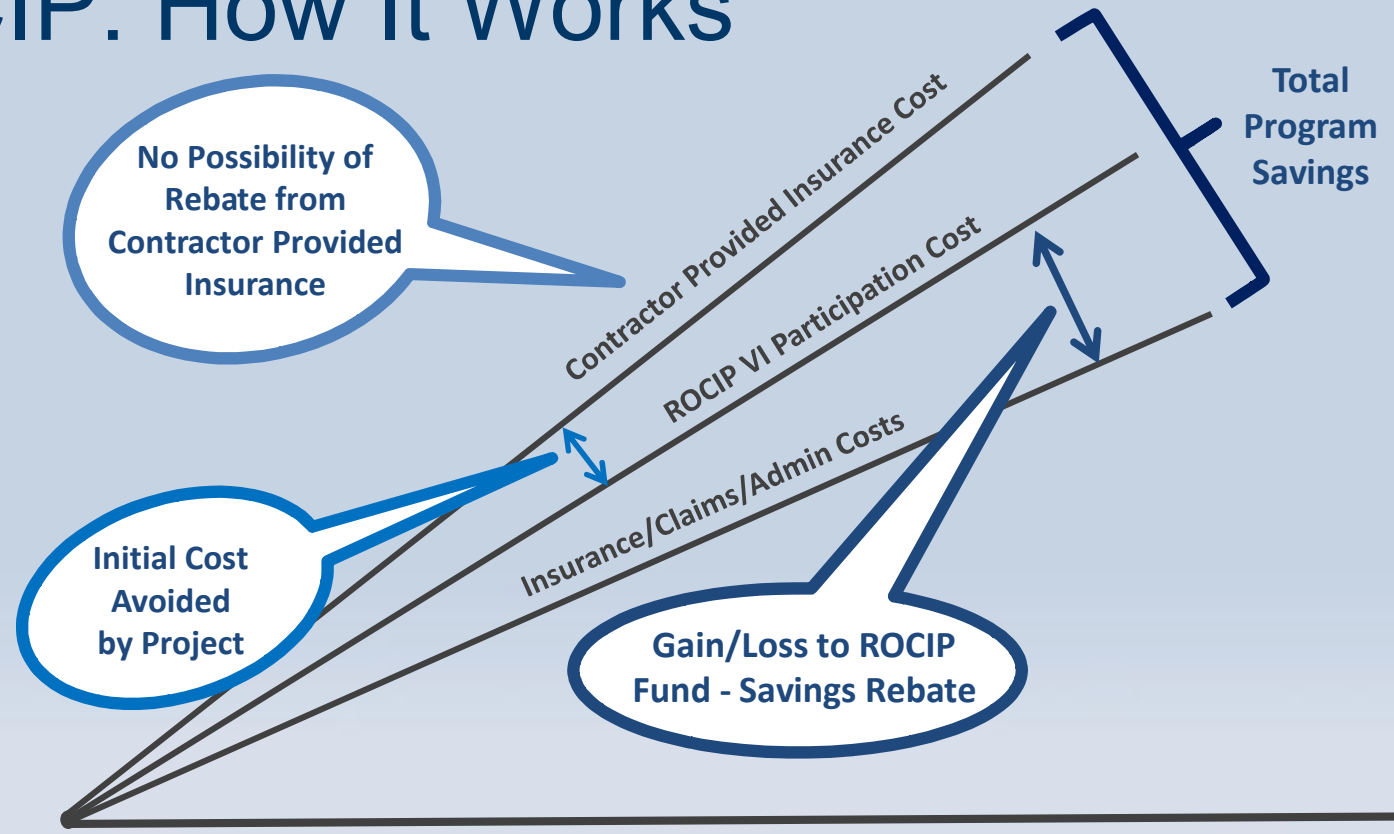 CIP: How It Works
Total
Program
Savings
No Possibility of
Rebate from
Contractor Provided
Insurance
Contractor Provided Insurance Cost
ROCIP VI Participation Cost
Insurance/Claims/Admin Costs
Initial Cost
Avoided
by Project
Gain/Loss to ROCIP
Fund - Savings Rebate